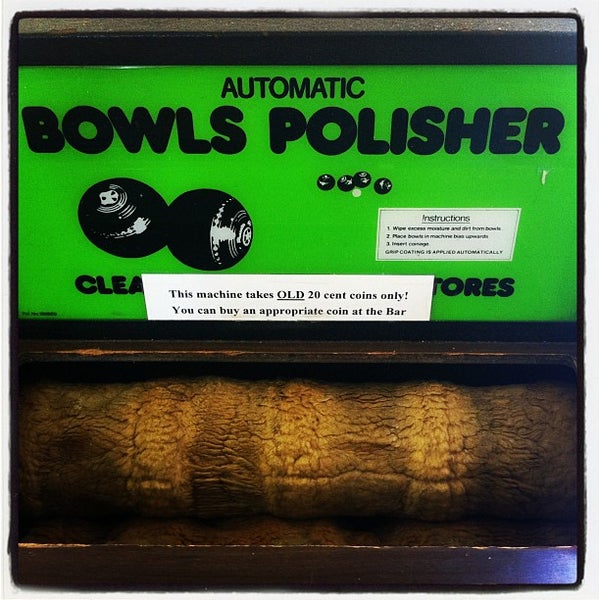 AUTOMATIC
BOWLS POLISHER
Instructions
1. Wipe excess moisture and dirt from bowls.
2. Place bowls in machine bias upwards.
3. Insert coinage.
GRIP COATING IS APPLIED AUTOMATICALLY
CLEA
TORES
This machine takes OLD 20 cent coins only!
You can buy an appropriate coin at the Bar